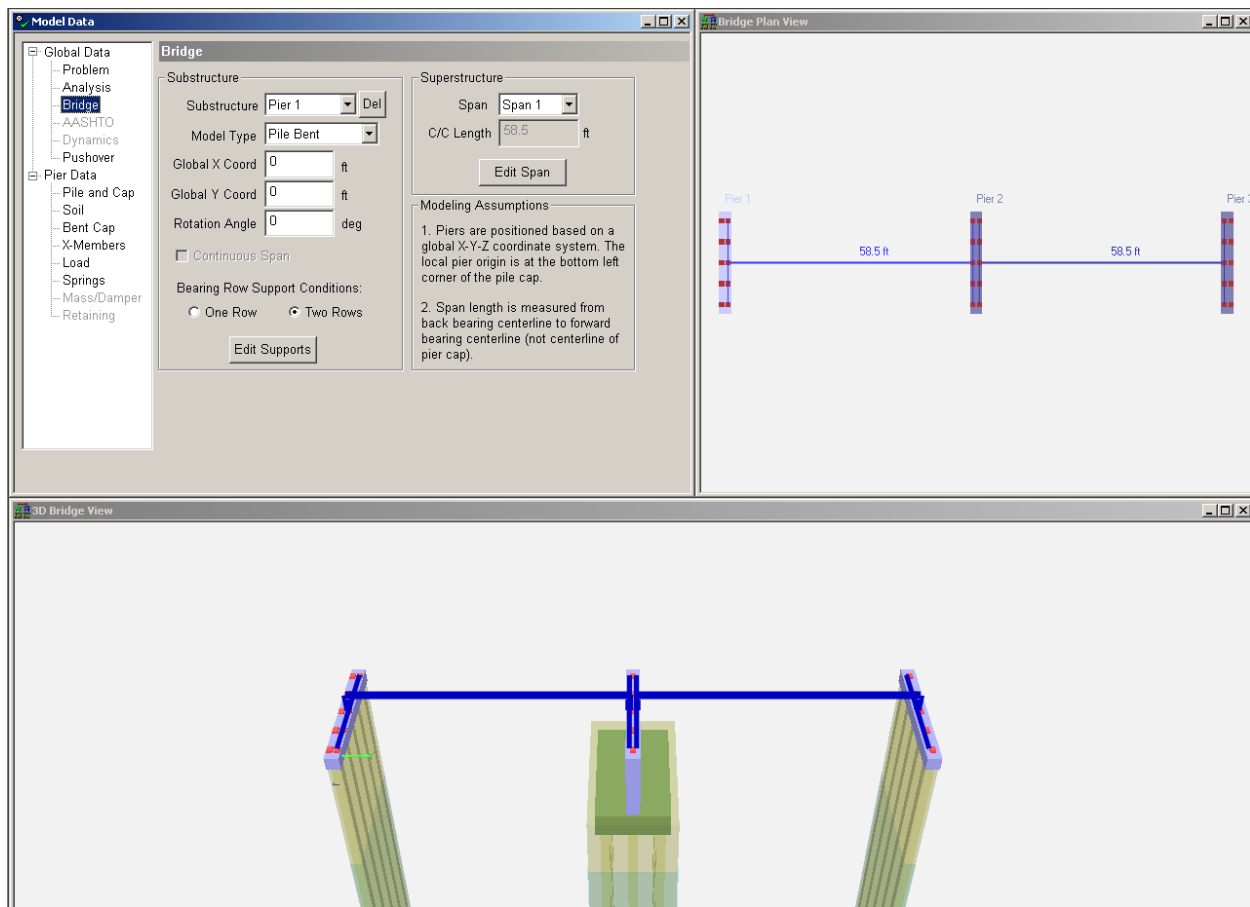 Model Data
Global Data
Problem
Analysis
Bridge
AASHTO
Dynamics
Pushover
Pier Data
Pile and Cap
Soil
Bent Cap
X-Members
Load
Springs
Mass/Damper
Retaining
Bridge
Substructure
Substructure Pier 1 Del
Model Type Pile Bent
Global X Coord 0 ft
Global Y Coord 0 ft
Rotation Angle 0 deg
Continuous Span
Bearing Row Support Conditions:
One Row Two Rows
Edit Supports
Superstructure
Span Span 1
C/C Length 58.5 ft
Edit Span
Modeling Assumptions
1. Piers are positioned based on a
global X-Y-Z coordinate system. The
local pier origin is at the bottom left
corner of the pile cap.
2. Span length is measured from
back bearing centerline to forward
bearing centerline (not centerline of
pier cap).
Bridge Plan View
Pier 1 Pier 2 Pier 3
58.5 ft 58.5 ft
3D Bridge View